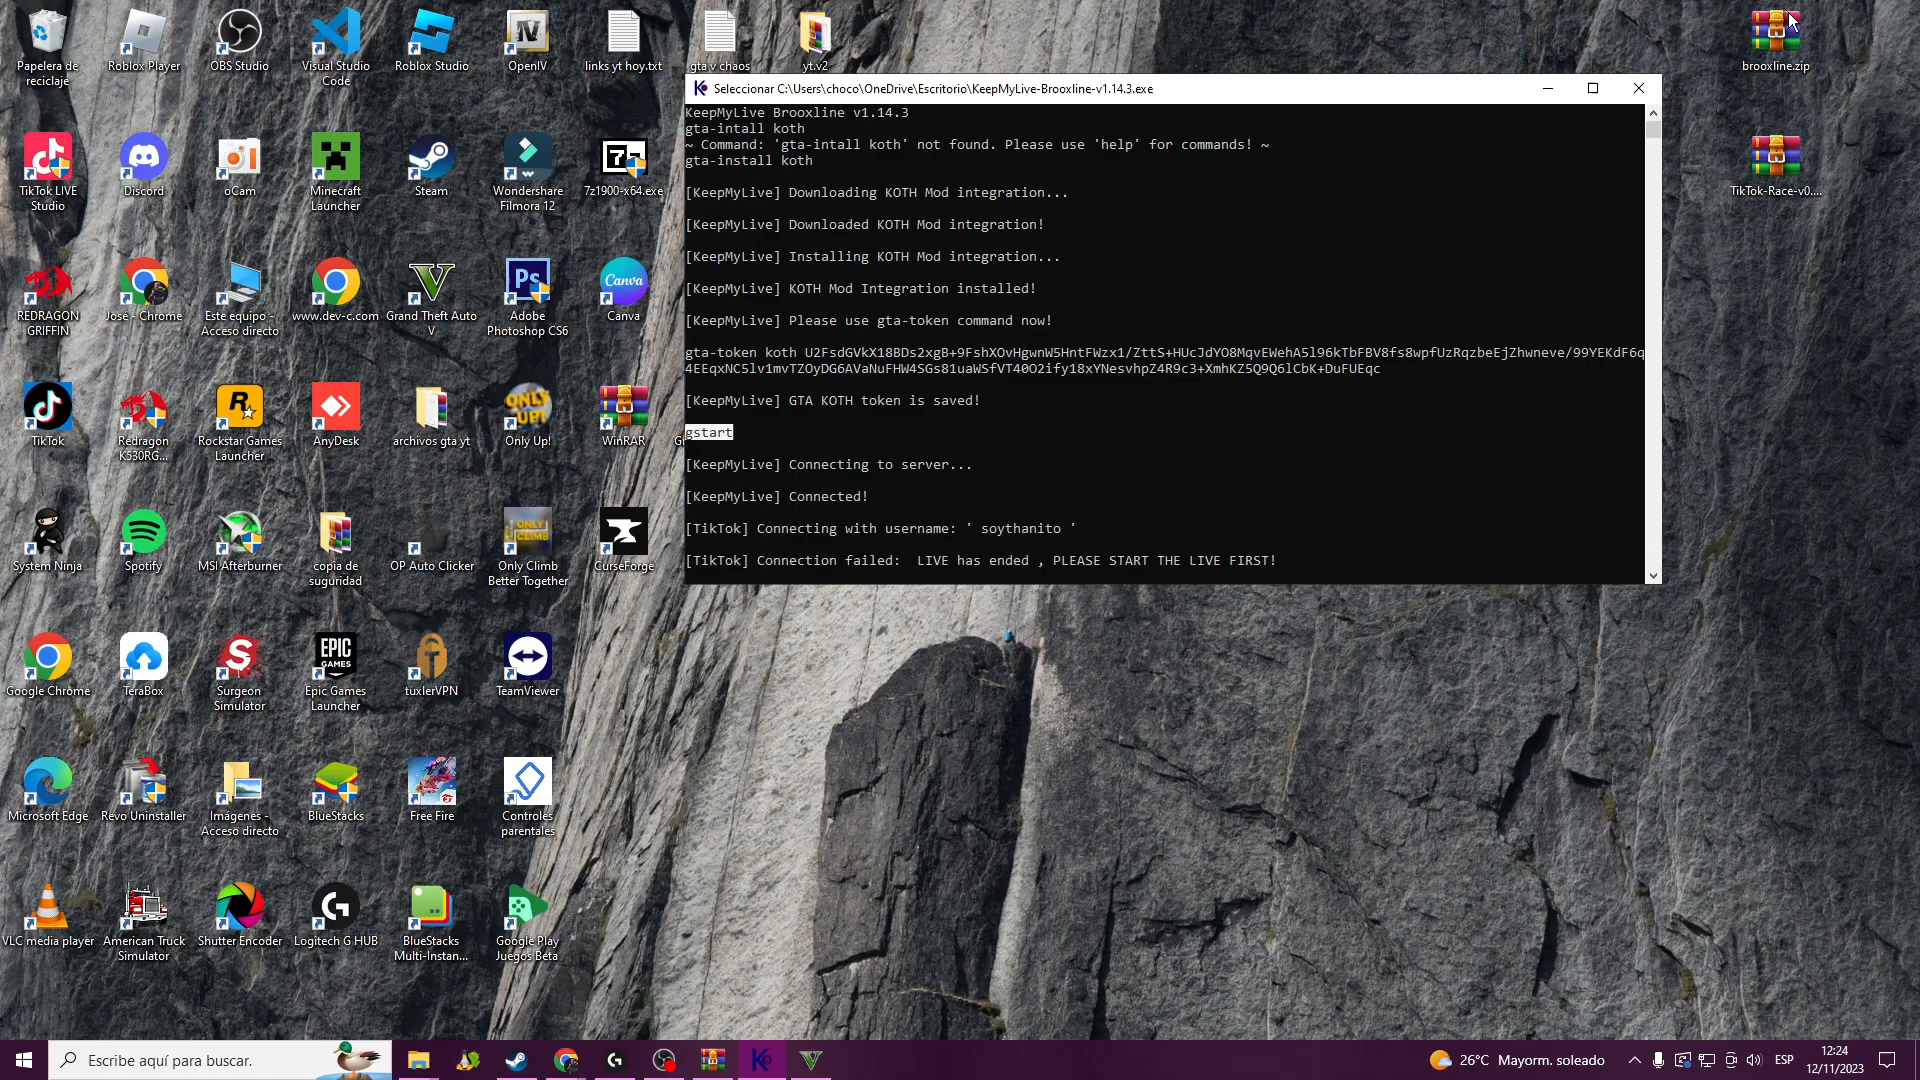 Papelera de
reciclaje
Roblox Player
OBS Studio
Visual Studio
Code
Roblox Studio
OpenIV
links yt hoy.txt
gta v chaos
yt.v2
brooxline.zip
TikTok LIVE
Studio
Discord
oCam
Minecraft
Launcher
Steam
Wondershare
Filmora 12
7z1900-x64.exe
TikTok-Race-v0....
REDRAGON
GRIFFIN
José - Chrome
Este equipo -
Acceso directo
www.dev-c.com
Grand Theft Auto
V
Adobe
Photoshop CS6
Canva
Canva
TikTok
Redragon
K530RG...
Rockstar Games
Launcher
AnyDesk
archivos gta yt
ONLY
UP!
Only Up!
WinRAR
System Ninja
Spotify
MSI Afterburner
copia de
suguridad
OP Auto Clicker
Only Climb
Better Together
CurseForge
Google Chrome
TeraBox
Surgeon
Simulator
EPIC
GAMES
Epic Games
Launcher
tuxlerVPN
TeamViewer
Microsoft Edge
Revo Uninstaller
Imágenes -
Acceso directo
BlueStacks
Free Fire
Controles
parentales
VLC media player
American Truck
Simulator
Shutter Encoder
Logitech G HUB
BlueStacks
Multi-Instan...
Google Play
Juegos Beta
Seleccionar C:\Users\choco\OneDrive\Escritorio\KeepMyLive-Brooxline-v1.14.3.exe
KeepMyLive Brooxline v1.14.3
gta-intall koth
~ Command: 'gta-intall koth' not found. Please use 'help' for commands! ~
gta-install koth
[KeepMyLive] Downloading KOTH Mod integration...
[KeepMyLive] Downloaded KOTH Mod integration!
[KeepMyLive] Installing KOTH Mod integration...
[KeepMyLive] KOTH Mod Integration installed!
[KeepMyLive] Please use gta-token command now!
gta-token koth U2FsdGVkX18BDs2xgB+9FshXOvHgwnW5HntFWzx1/ZttS+HUcJdYO8MqvEWehA5l96kTbFBV8fs8wpfUzRqzbeEjZhwneve/99YEKdF6q
4EEqxNC5lv1mvTZOyDG6AVaNuFHW4SGs81uaWSfVT40O2ify18xYNesvhpZ4R9c3+XmhKZ5Q9Q6lCbK+DuFUEqc
[KeepMyLive] GTA KOTH token is saved!
gstart
[KeepMyLive] Connecting to server...
[KeepMyLive] Connected!
[TikTok] Connecting with username: ' soythanito '
[TikTok] Connection failed:  LIVE has ended , PLEASE START THE LIVE FIRST!
Escribe aquí para buscar.
26°C Mayorm. soleado
ESP
12:24
12/11/2023